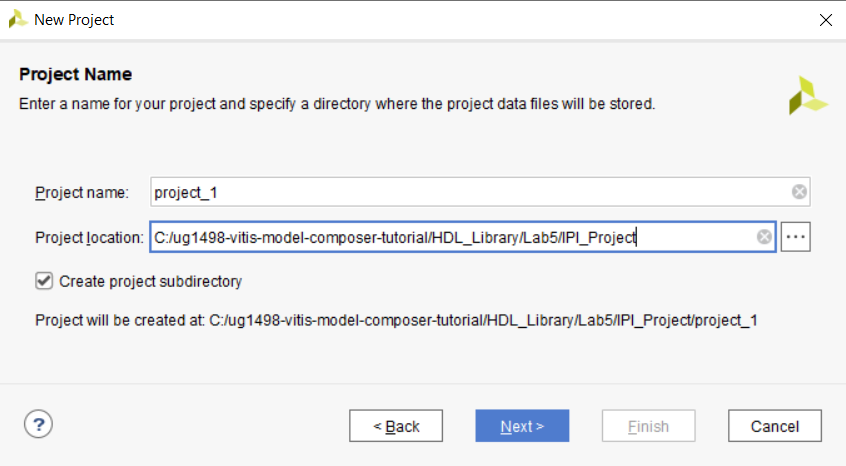 New Project
Project Name
Enter a name for your project and specify a directory where the project data files will be stored.
Project name: project_1
Project location: C:/ug1498-vitis-model-composer-tutorial/HDL_Library/Lab5/IPI_Project ...
Create project subdirectory
Project will be created at: C:/ug1498-vitis-model-composer-tutorial/HDL_Library/Lab5/IPI_Project/project_1
? < Back Next > Finish Cancel